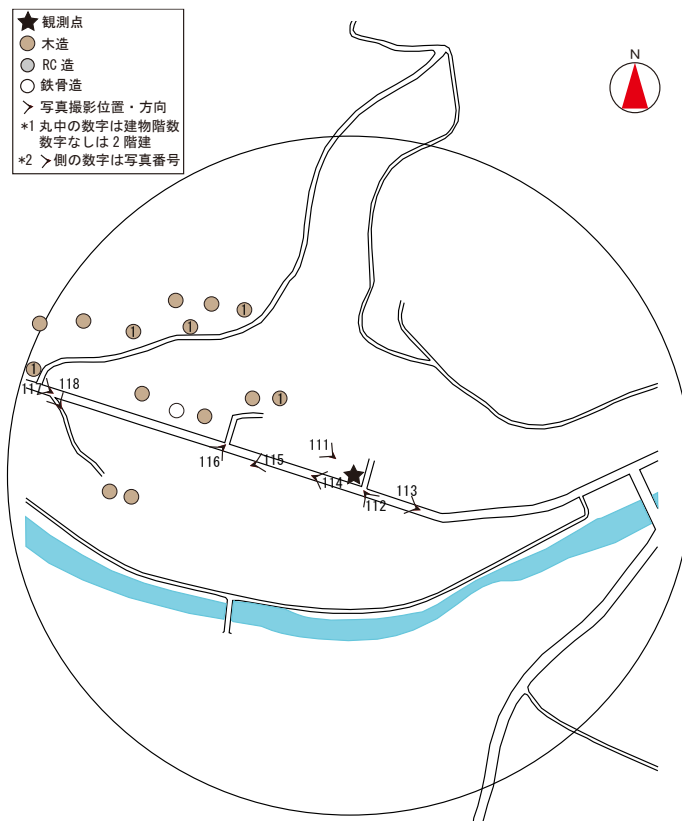 観測点
木造
RC 造
鉄骨造
写真撮影位置・方向
*1 丸中の数字は建物階数
数字なしは 2 階建
*2 側の数字は写真番号
N
1
1
1
1
117
118
1
111
116
115
114
112
113